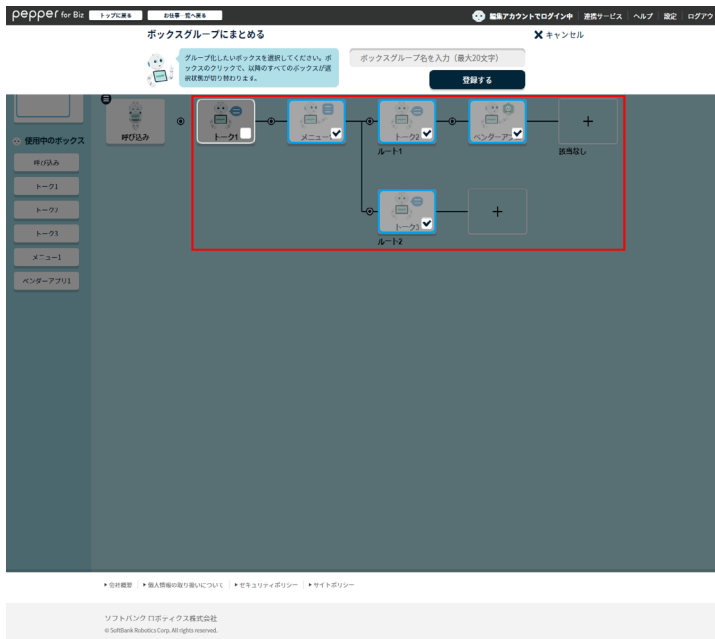 pepper for Biz
トップに戻る
お仕事一覧へ戻る
編集アカウントでログイン中
連携サービス
ヘルプ
設定
ログアウ
ボックスグループにまとめる
キャンセル
グループ化したいボックスを選択してください。ボ
ックスのクリックで、以降のすべてのボックスが選
択状態が切り替わります。
ボックスグループ名を入力（最大20文字）
登録する
使用中のボックス
呼び込み
トーク1
トーク2
トーク3
メニュー1
ベンダーアプリ1
呼び込み
トーク1
メニュー
トーク2
ベンダーアプ
該当なし
ルート1
トーク3
ルート2
会社概要
個人情報の取り扱いについて
セキュリティポリシー
サイトポリシー
ソフトバンク ロボティクス株式会社
© SoftBank Robotics Corp. All rights reserved.